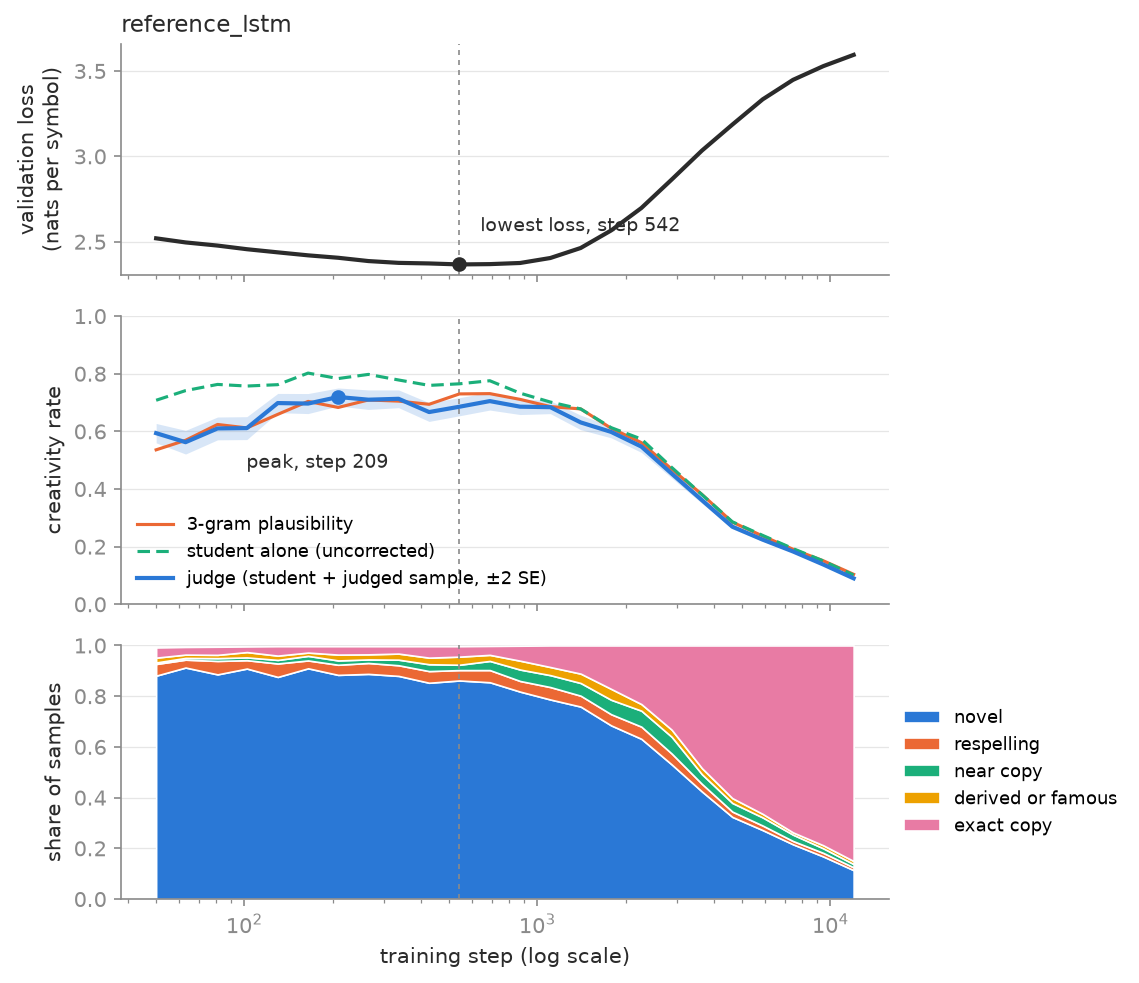 reference_lstm
validation loss
(nats per symbol)
3.5
3.0
2.5
lowest loss, step 542
creativity rate
1.0
0.8
0.6
0.4
0.2
0.0
peak, step 209
3-gram plausibility
student alone (uncorrected)
judge (student + judged sample, ±2 SE)
share of samples
1.0
0.8
0.6
0.4
0.2
0.0
novel
respelling
near copy
derived or famous
exact copy
10² 10³ 10⁴
training step (log scale)